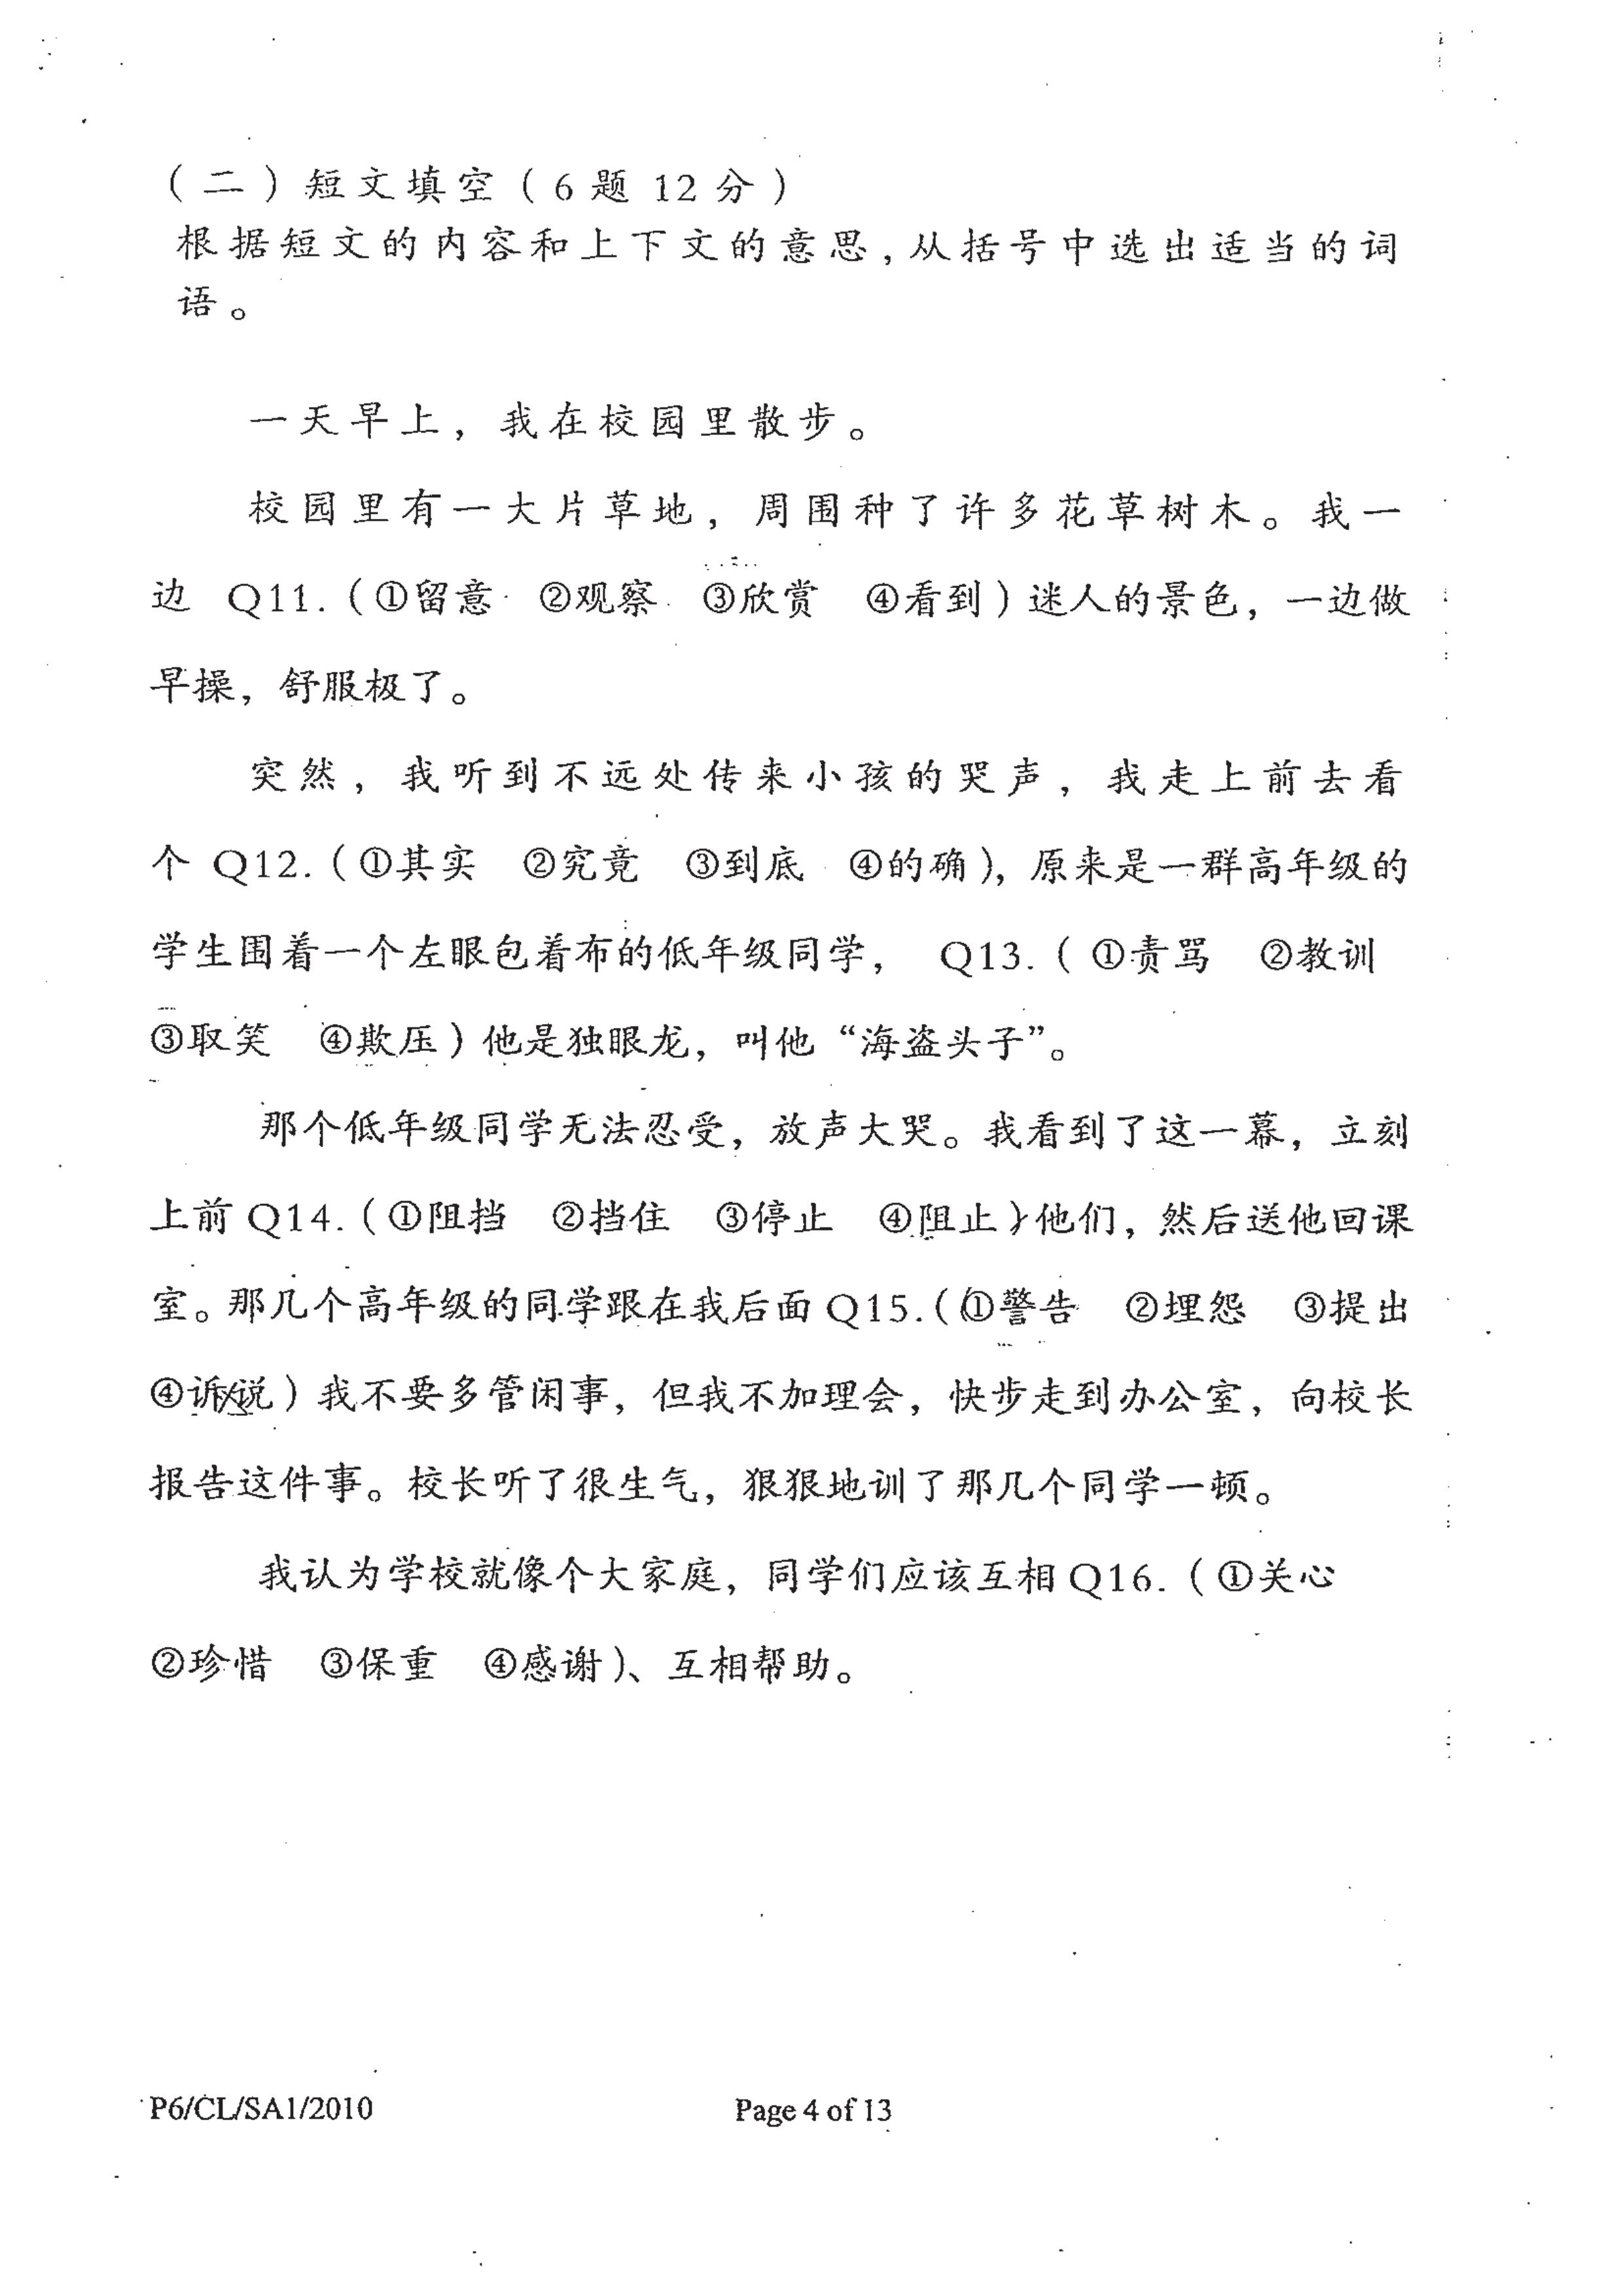 （二）短文填空（6题 12分）
根据短文的内容和上下文的意思,从括号中选出适当的词
语。
一天早上，我在校园里散步。
校园里有一大片草地，周围种了许多花草树木。我一
边 Q11.（①留意 ②观察 ③欣赏 ④看到）迷人的景色，一边做
早操，舒服极了。
突然，我听到不远处传来小孩的哭声，我走上前去看
个 Q12.（①其实 ②究竟 ③到底 ④的确），原来是一群高年级的
学生围着一个左眼包着布的低年级同学， Q13.（①责骂 ②教训
③取笑 ④欺压）他是独眼龙，叫他“海盗头子”。
那个低年级同学无法忍受，放声大哭。我看到了这一幕，立刻
上前Q14.（①阻挡 ②挡住 ③停止 ④阻止）他们，然后送他回课
室。那几个高年级的同学跟在我后面Q15.（①警告 ②埋怨 ③提出
④诉说）我不要多管闲事，但我不加理会，快步走到办公室，向校长
报告这件事。校长听了很生气，狠狠地训了那几个同学一顿。
我认为学校就像个大家庭，同学们应该互相Q16.（①关心
②珍惜 ③保重 ④感谢）、互相帮助。
P6/CL/SA1/2010 Page 4 of 13